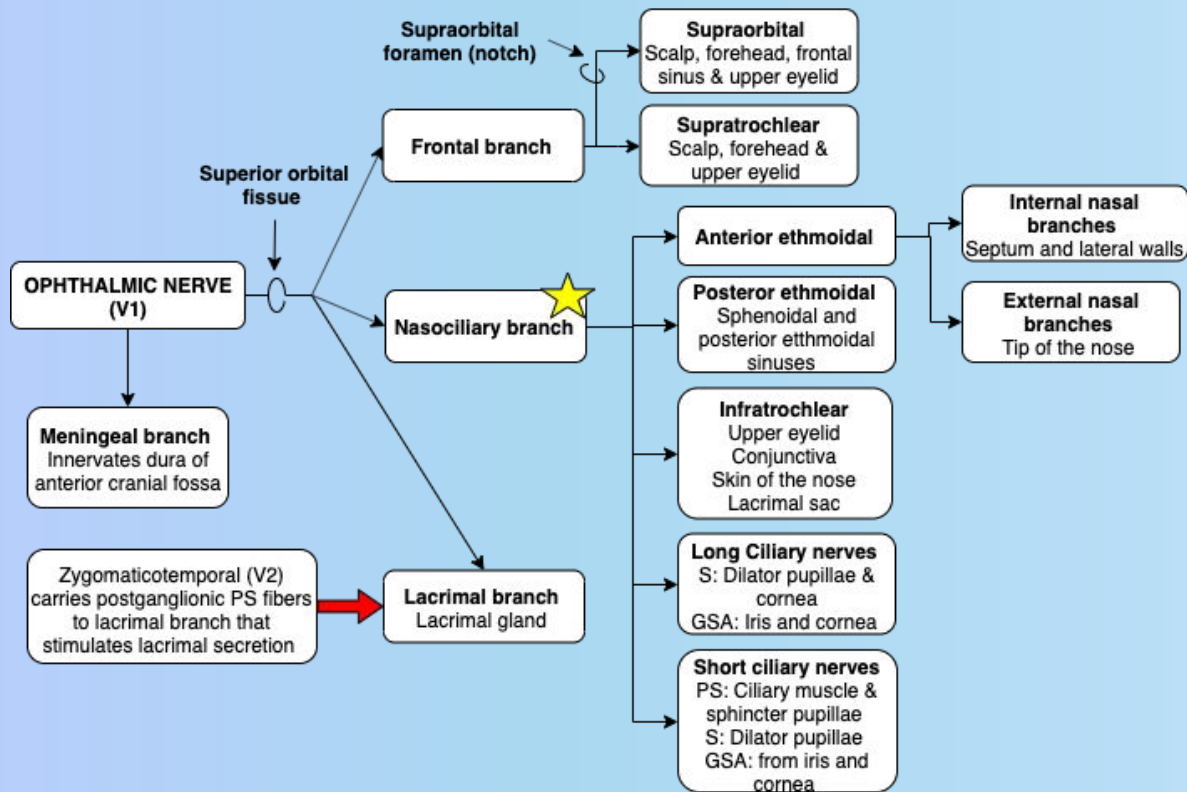 Supraorbital
foramen (notch)
Supraorbital
Scalp, forehead, frontal
sinus & upper eyelid
Frontal branch
Supratrochlear
Scalp, forehead &
upper eyelid
Superior orbital
fissure
OPHTHALMIC NERVE
(V1)
Nasociliary branch
Anterior ethmoidal
Internal nasal
branches
Septum and lateral walls
Posteror ethmoidal
Sphenoidal and
posterior etthmoidal
sinuses
External nasal
branches
Tip of the nose
Meningeal branch
Innervates dura of
anterior cranial fossa
Infratrochlear
Upper eyelid
Conjunctiva
Skin of the nose
Lacrimal sac
Zygomaticotemporal (V2)
carries postganglionic PS fibers
to lacrimal branch that
stimulates lacrimal secretion
Lacrimal branch
Lacrimal gland
Long Ciliary nerves
S: Dilator pupillae &
cornea
GSA: Iris and cornea
Short ciliary nerves
PS: Ciliary muscle &
sphincter pupillae
S: Dilator pupillae
GSA: from iris and
cornea